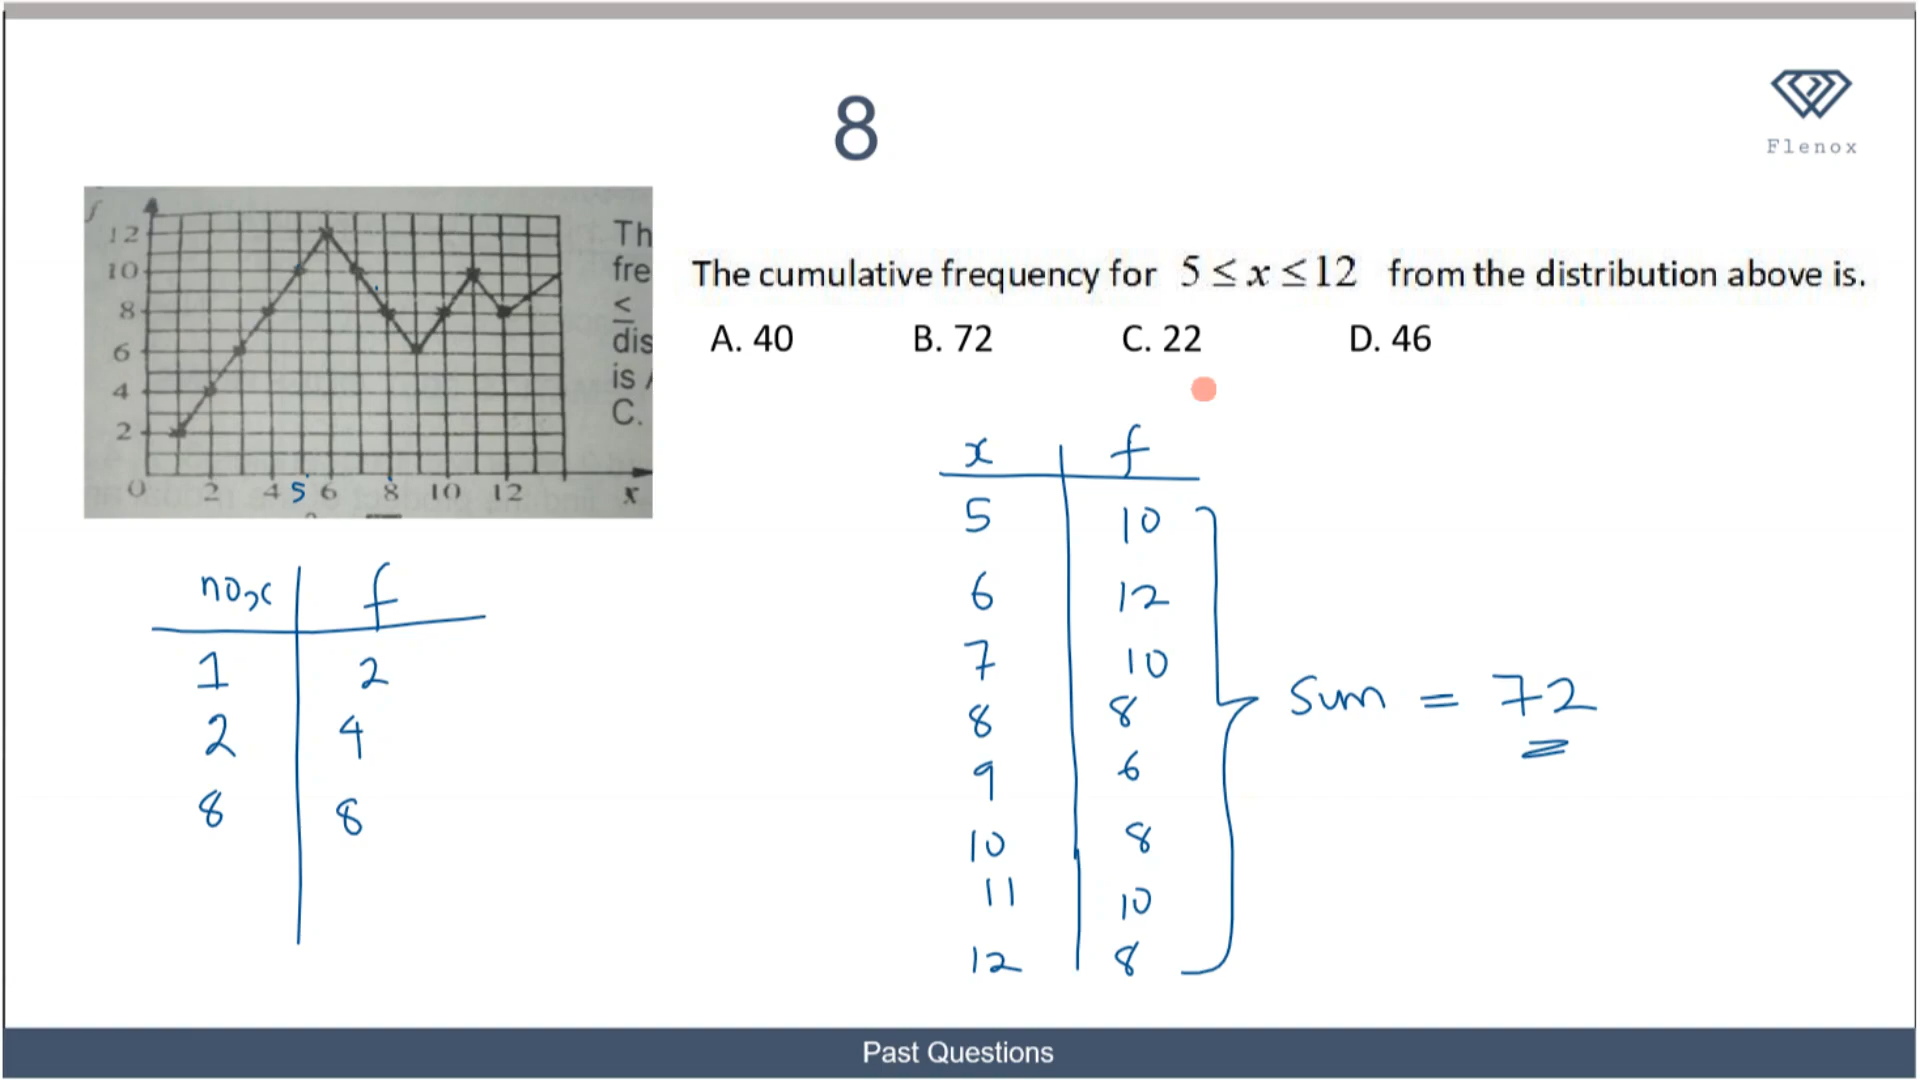 8
Flenox
f
12
10
8
6
4
2
0 2 4 5 6 8 10 12 x
Th
fre
≤
dis
is A
C.
The cumulative frequency for 5 ≤ x ≤ 12 from the distribution above is.
A. 40 B. 72 C. 22 D. 46
no,x f
1 2
2 4
8 8
x f
5 10
6 12
7 10
8 8
9 6
10 8
11 10
12 8
Sum = 72
Past Questions